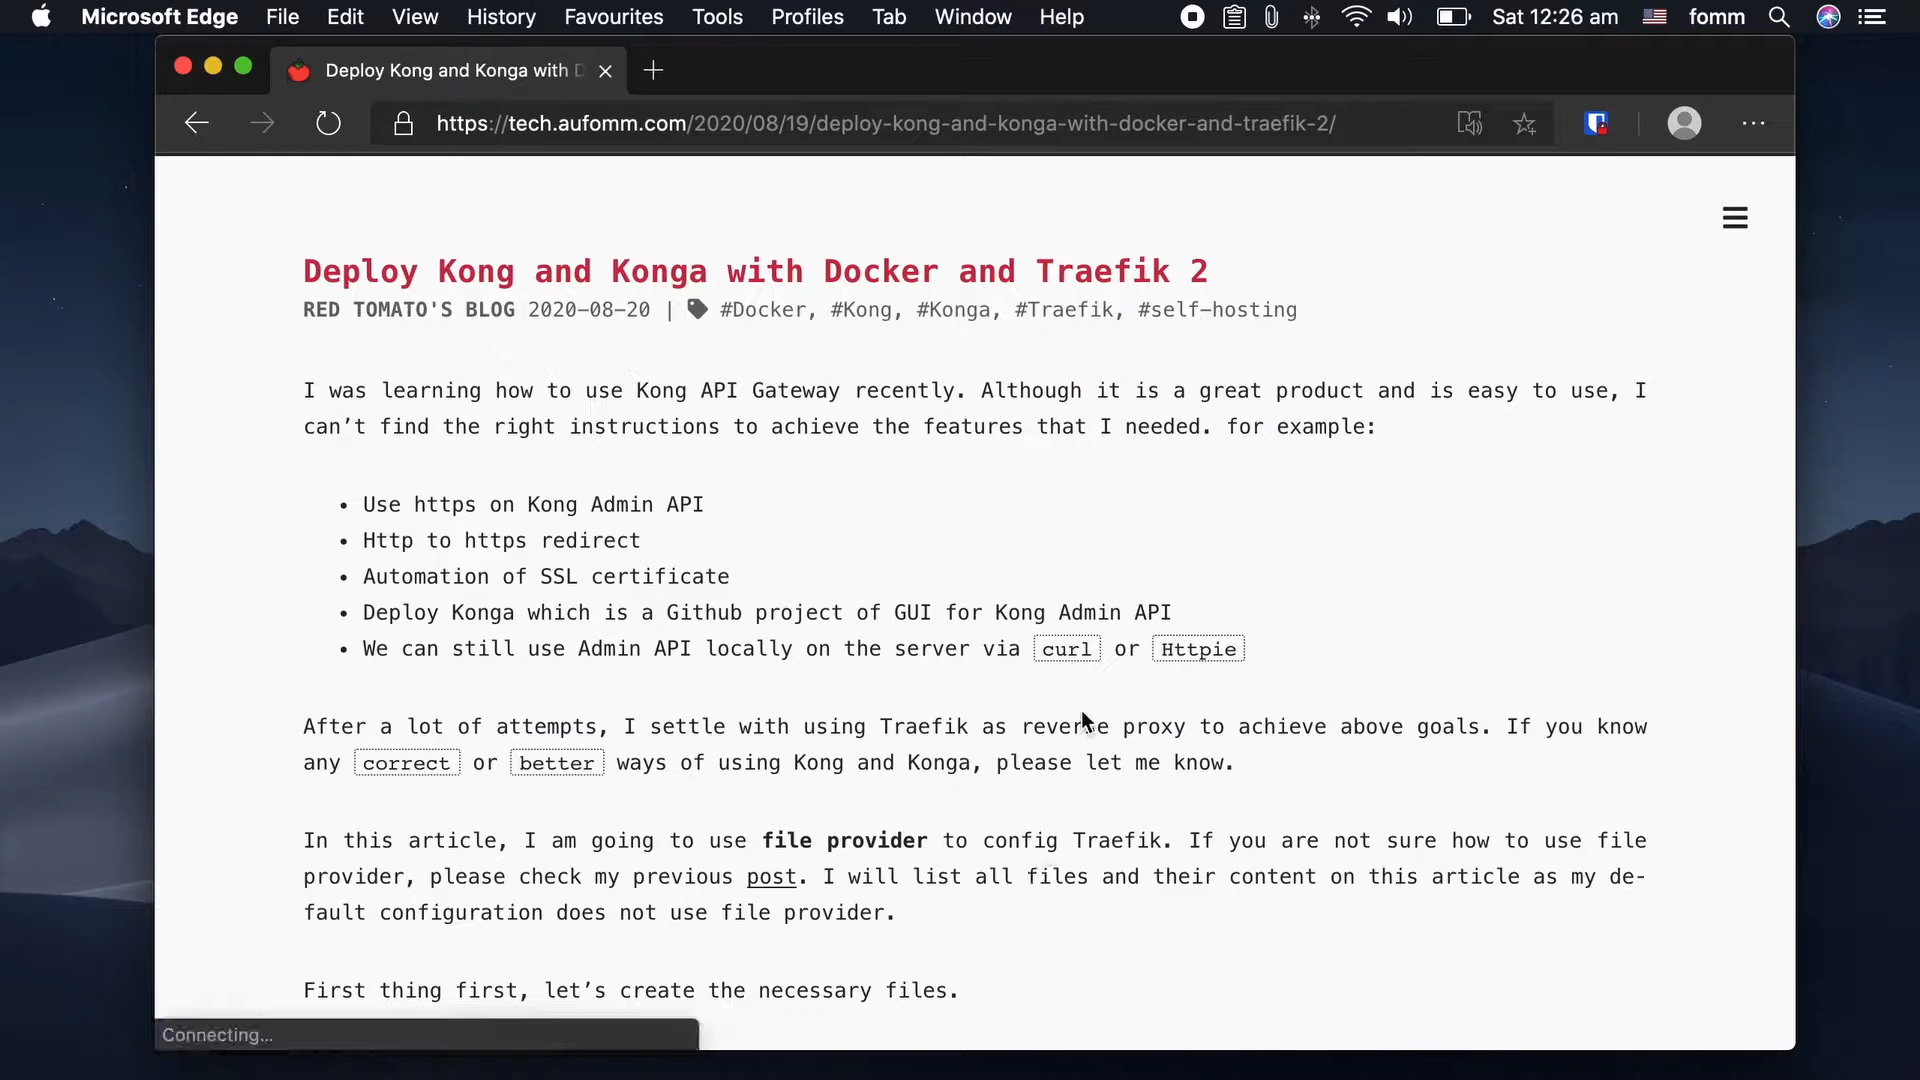 Microsoft Edge File Edit View History Favourites Tools Profiles Tab Window Help Sat 12:26 am fomm
Deploy Kong and Konga with D
https://tech.aufomm.com/2020/08/19/deploy-kong-and-konga-with-docker-and-traefik-2/
Deploy Kong and Konga with Docker and Traefik 2
RED TOMATO'S BLOG 2020-08-20 | #Docker, #Kong, #Konga, #Traefik, #self-hosting
I was learning how to use Kong API Gateway recently. Although it is a great product and is easy to use, I
can’t find the right instructions to achieve the features that I needed. for example:
• Use https on Kong Admin API
• Http to https redirect
• Automation of SSL certificate
• Deploy Konga which is a Github project of GUI for Kong Admin API
• We can still use Admin API locally on the server via curl or Httpie
After a lot of attempts, I settle with using Traefik as reverse proxy to achieve above goals. If you know
any correct or better ways of using Kong and Konga, please let me know.
In this article, I am going to use file provider to config Traefik. If you are not sure how to use file
provider, please check my previous post. I will list all files and their content on this article as my de-
fault configuration does not use file provider.
First thing first, let’s create the necessary files.
Connecting...